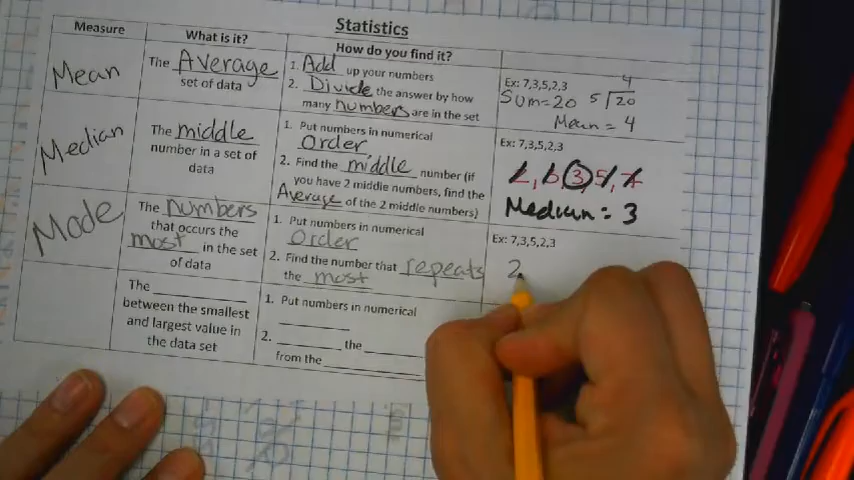 Statistics
Measure
What is it?
How do you find it?
Mean
The Average
set of data
1. Add up your numbers
2. Divide the answer by how
many numbers are in the set
Ex: 7,3,5,2,3
Sum=20 5√20 4
Mean = 4
Median
The middle
number in a set of
data
1. Put numbers in numerical
Order
2. Find the middle number (if
you have 2 middle numbers, find the
Average of the 2 middle numbers)
Ex: 7,3,5,2,3
Median = 3
Mode
The numbers
that occurs the
most in the set
of data
1. Put numbers in numerical
Order
2. Find the number that repeats
the most
Ex: 7,3,5,2,3
2
The ________
between the smallest
and largest value in
the data set
1. Put numbers in numerical
________
2. ________ the ________
from the ________